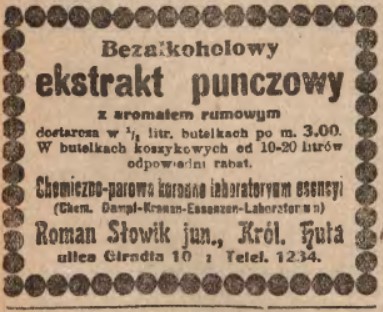 Bezalkoholowy
ekstrakt punczowy
z aromatem rumowym
dostarcza w 1/1 litr. butelkach po m. 3.00.
W butelkach koszykowych od 10-20 litrów
odpowiedni rabat.
Chemiczno-parowe koronne laboratoryum esensyi
(Chem. Dampf-Kronen-Essenzen-Laboratorium)
Roman Słowik jun., Król. Huta
ulica Girndta 10 : Telef. 1234.